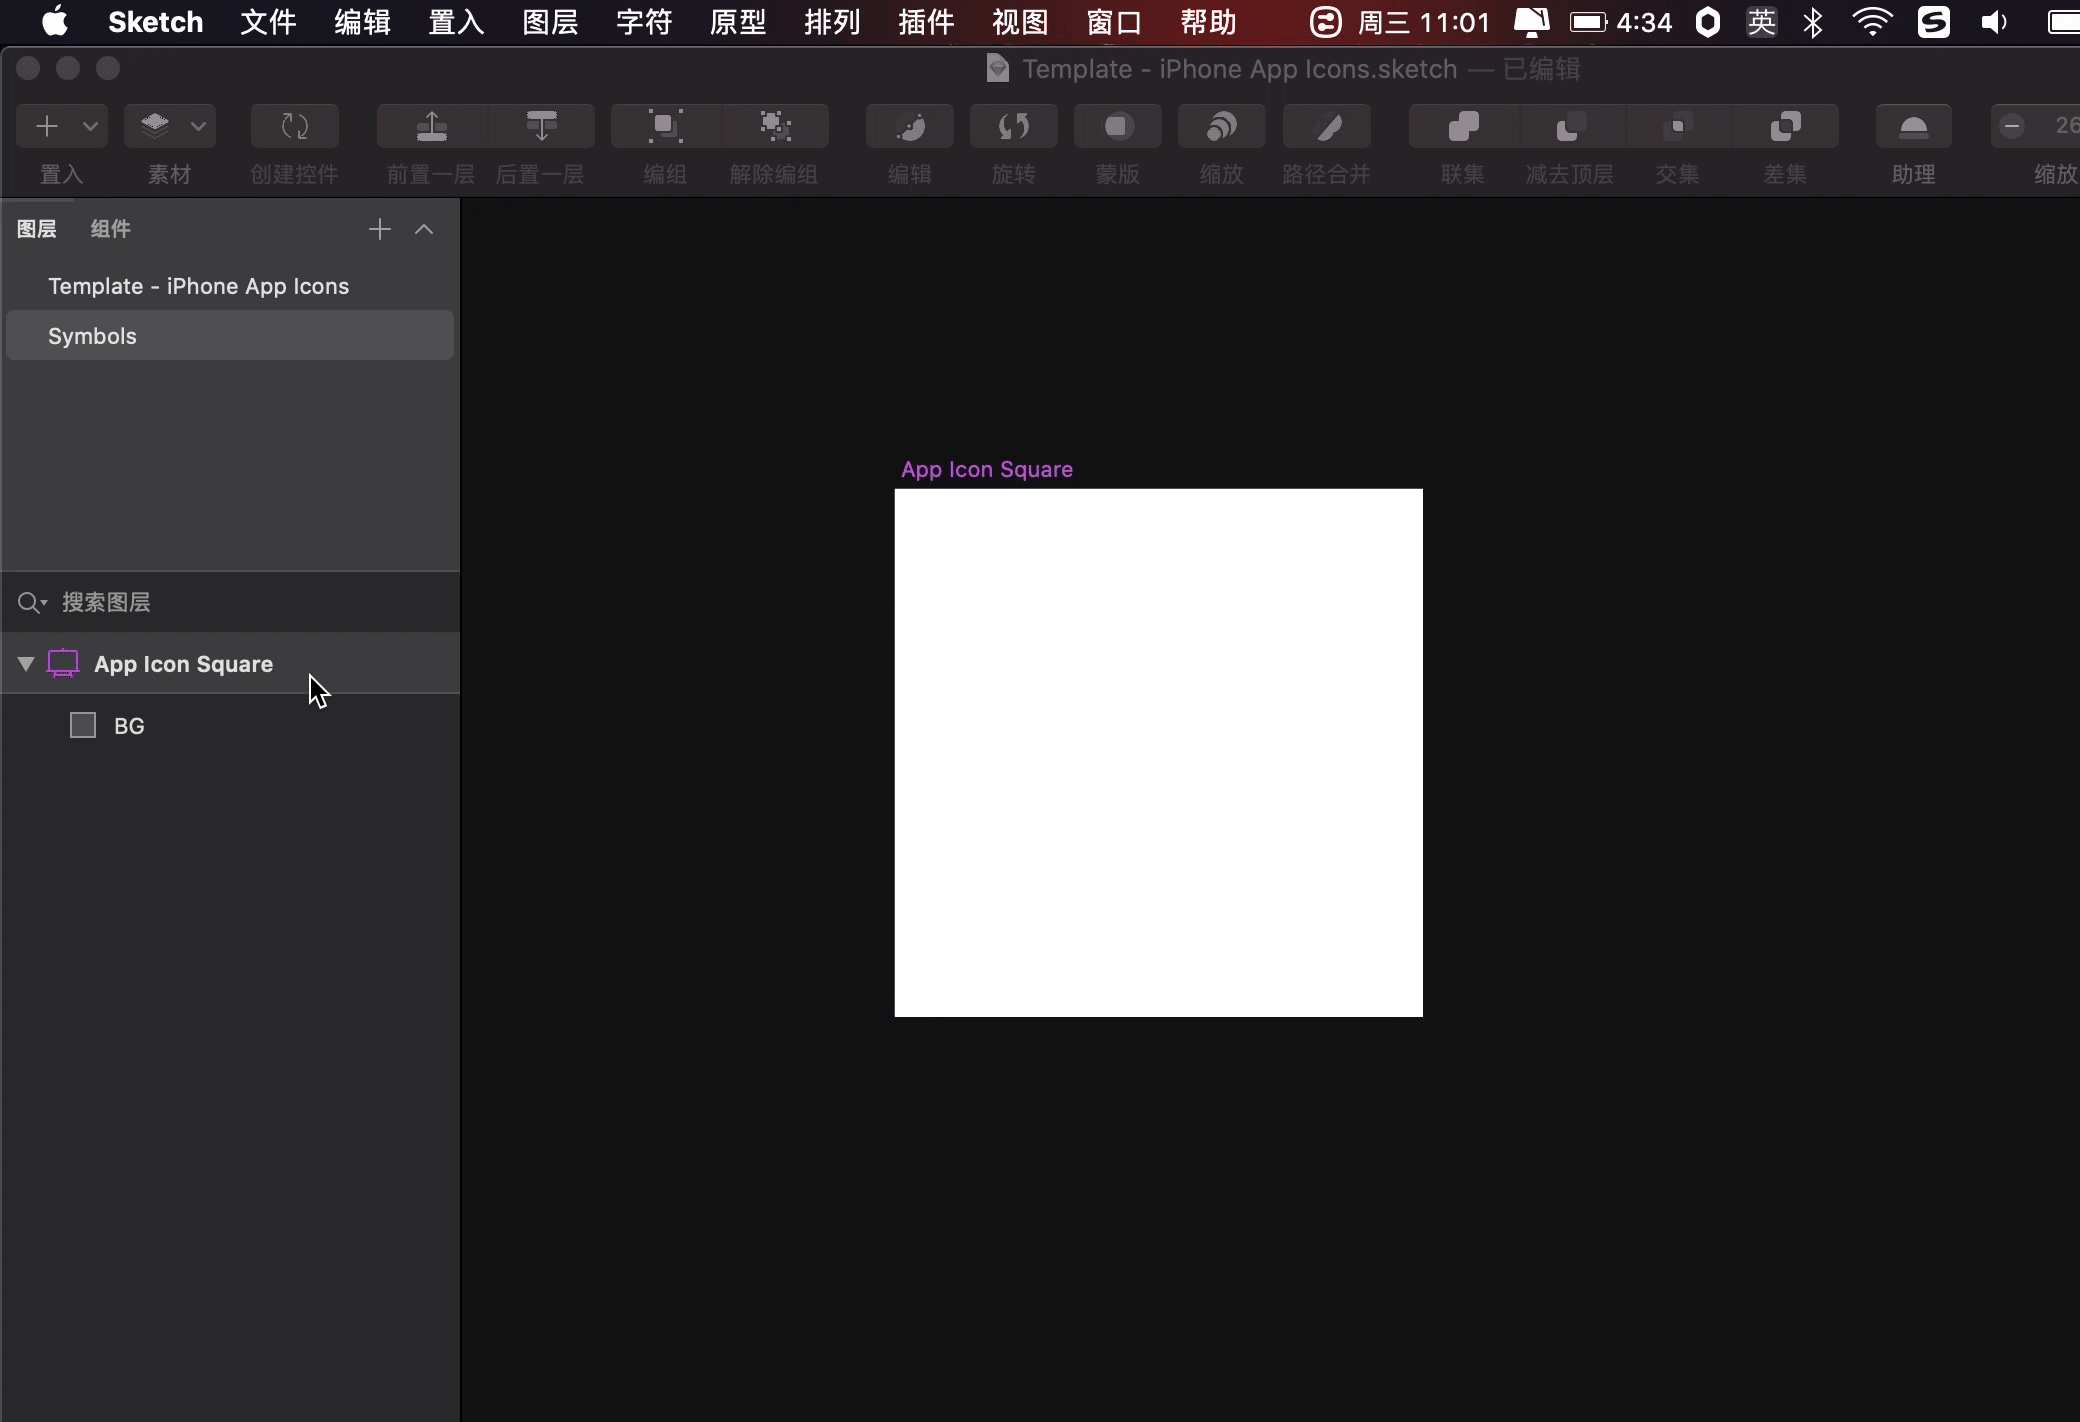 Sketch 文件 编辑 置入 图层 字符 原型 排列 插件 视图 窗口 帮助 周三 11:01 4:34 英
Template - iPhone App Icons.sketch — 已编辑
26
置入 素材 创建控件 前置一层 后置一层 编组 解除编组 编辑 旋转 蒙版 缩放 路径合并 联集 减去顶层 交集 差集 助理 缩放
图层 组件
Template - iPhone App Icons
Symbols
搜索图层
App Icon Square
BG
App Icon Square